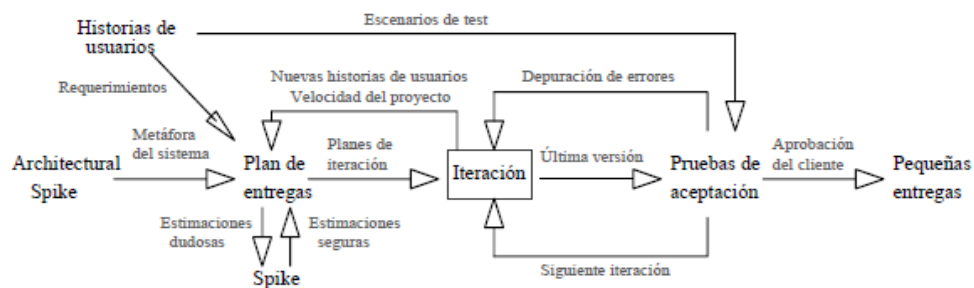 Escenarios de test
Historias de
usuarios
Nuevas historias de usuarios
Velocidad del proyecto
Depuración de errores
Requerimientos
Metáfora
del sistema
Architectural
Spike
Plan de
entregas
Planes de
iteración
Iteración
Última versión
Pruebas de
aceptación
Aprobación
del cliente
Pequeñas
entregas
Estimaciones
dudosas
Estimaciones
seguras
Spike
Siguiente iteración